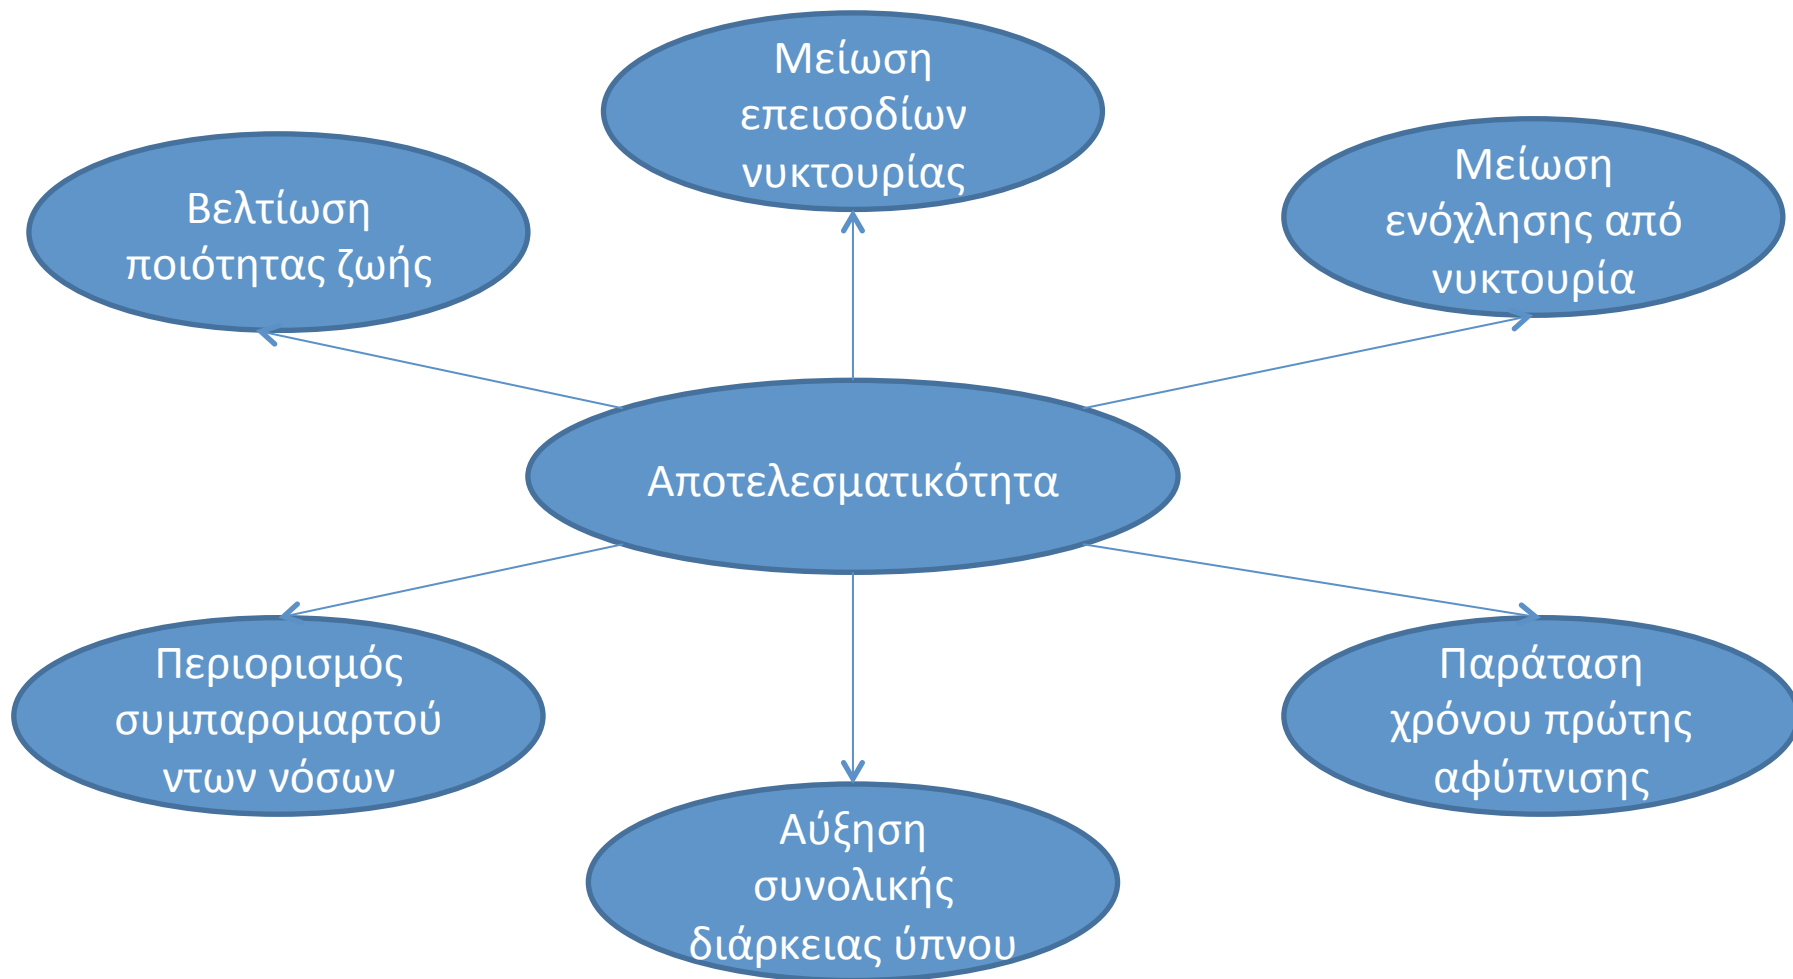 Μείωση
επεισοδίων
νυκτουρίας
Βελτίωση
ποιότητας ζωής
Μείωση
ενόχλησης από
νυκτουρία
Αποτελεσματικότητα
Περιορισμός
συμπαρομαρτού
ντων νόσων
Αύξηση
συνολικής
διάρκειας ύπνου
Παράταση
χρόνου πρώτης
αφύπνισης